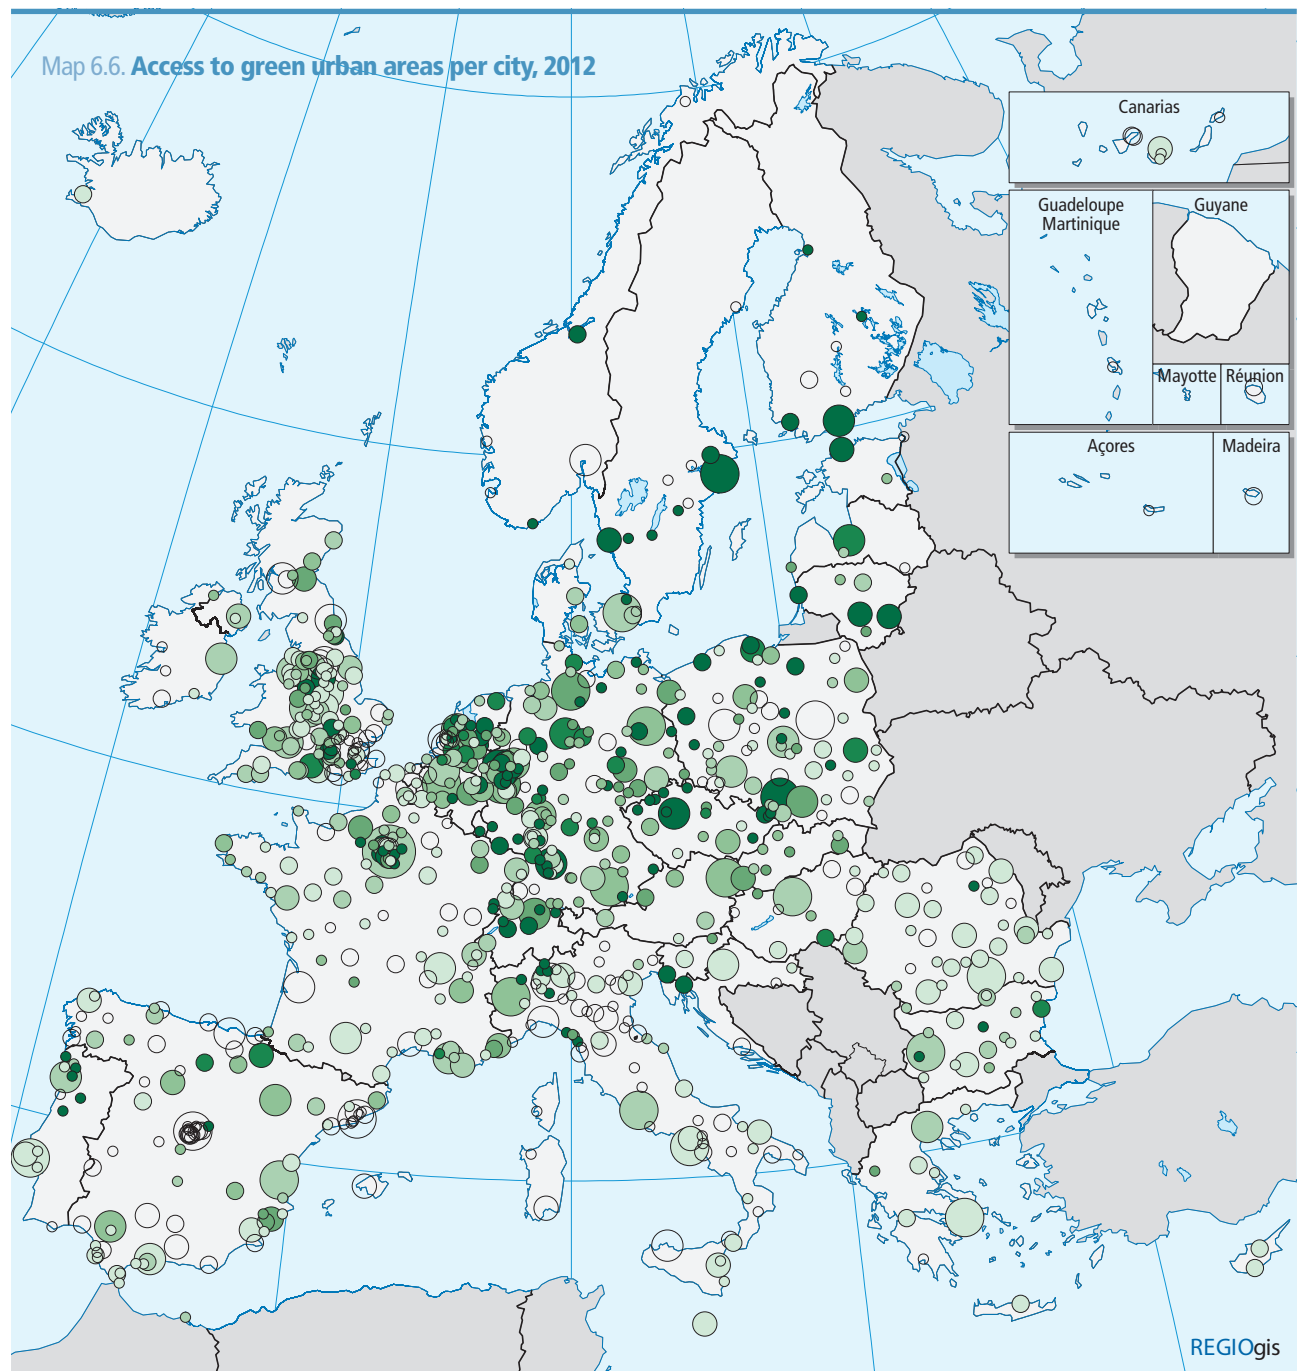 Map 6.6. Access to green urban areas per city, 2012
Canarias
Guadeloupe
Martinique
Guyane
Mayotte
Réunion
Açores
Madeira
REGIOgis